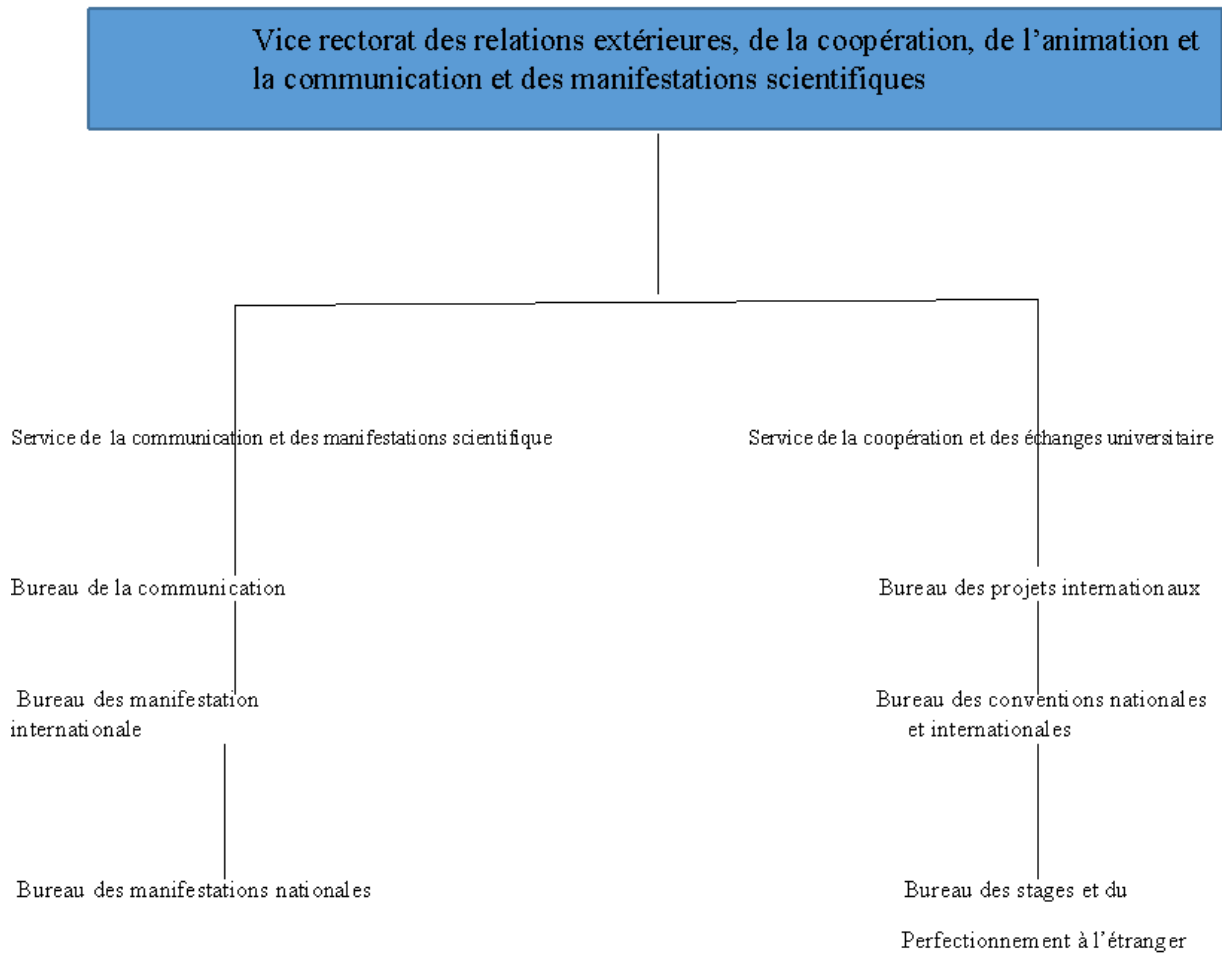 Vice rectorat des relations extérieures, de la coopération, de l’animation et
la communication et des manifestations scientifiques
Service de la communication et des manifestations scientifique
Service de la coopération et des échanges universitaire
Bureau de la communication
Bureau des projets internationaux
Bureau des manifestation
internationale
Bureau des conventions nationales
et internationales
Bureau des manifestations nationales
Bureau des stages et du
Perfectionnement à l’étranger